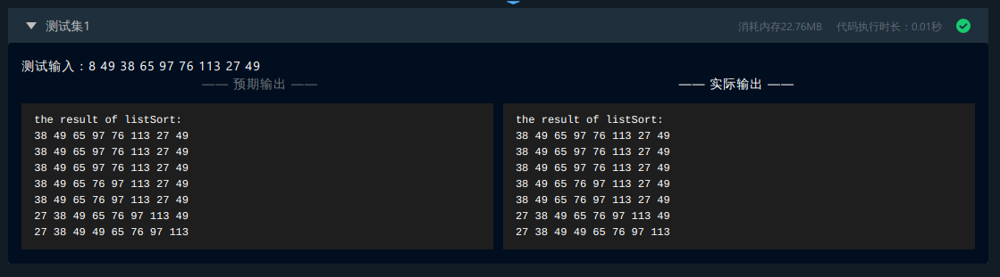 测试集1
消耗内存22.76MB 代码执行时长：0.01秒
测试输入：8 49 38 65 97 76 113 27 49
—— 预期输出 ——
the result of listSort:
38 49 65 97 76 113 27 49
38 49 65 97 76 113 27 49
38 49 65 97 76 113 27 49
38 49 65 76 97 113 27 49
38 49 65 76 97 113 27 49
27 38 49 65 76 97 113 49
27 38 49 49 65 76 97 113
—— 实际输出 ——
the result of listSort:
38 49 65 97 76 113 27 49
38 49 65 97 76 113 27 49
38 49 65 97 76 113 27 49
38 49 65 76 97 113 27 49
38 49 65 76 97 113 27 49
27 38 49 65 76 97 113 49
27 38 49 49 65 76 97 113